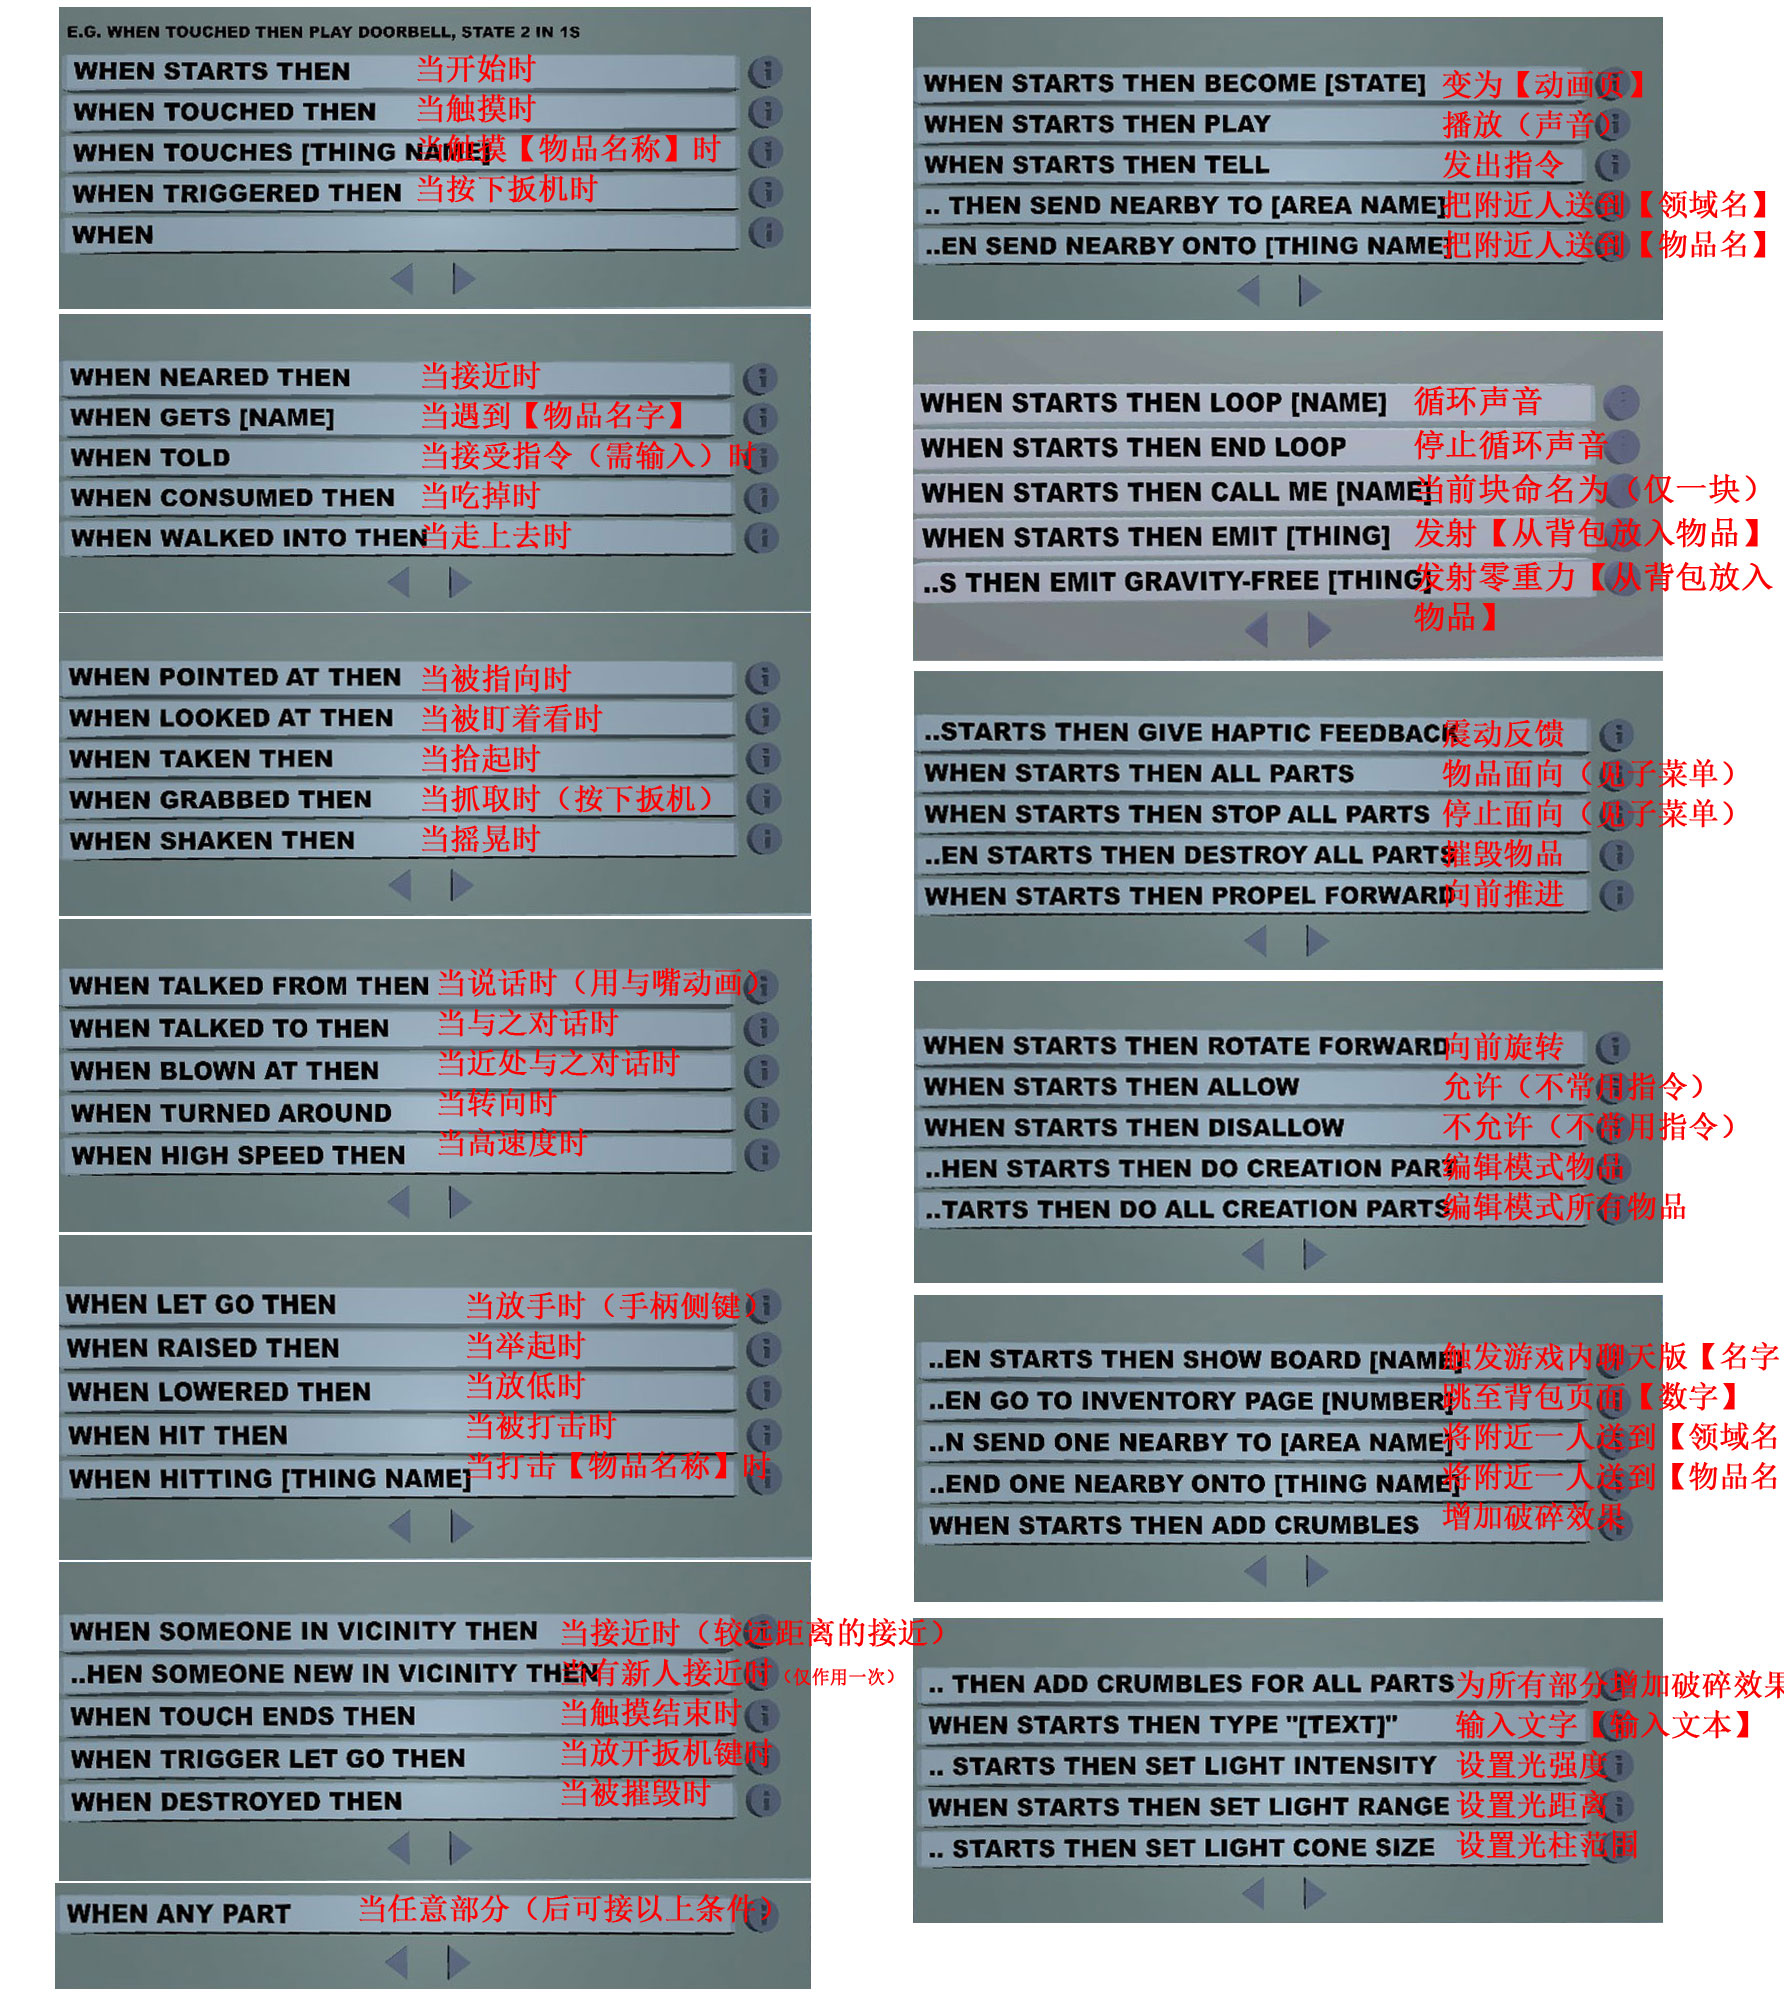 E.G. WHEN TOUCHED THEN PLAY DOORBELL, STATE 2 IN 1S
WHEN STARTS THEN 当开始时
WHEN TOUCHED THEN 当触摸时
WHEN TOUCHES [THING NAME] 当触摸【物品名称】时
WHEN TRIGGERED THEN 当按下扳机时
WHEN
WHEN NEARED THEN 当接近时
WHEN GETS [NAME] 当遇到【物品名字】
WHEN TOLD 当接受指令（需输入）时
WHEN CONSUMED THEN 当吃掉时
WHEN WALKED INTO THEN 当走上去时
WHEN POINTED AT THEN 当被指向时
WHEN LOOKED AT THEN 当被盯着看时
WHEN TAKEN THEN 当拾起时
WHEN GRABBED THEN 当抓取时（按下扳机）
WHEN SHAKEN THEN 当摇晃时
WHEN TALKED FROM THEN 当说话时（用与嘴动画）
WHEN TALKED TO THEN 当与之对话时
WHEN BLOWN AT THEN 当近处与之对话时
WHEN TURNED AROUND 当转向时
WHEN HIGH SPEED THEN 当高速度时
WHEN LET GO THEN 当放手时（手柄侧键）
WHEN RAISED THEN 当举起时
WHEN LOWERED THEN 当放低时
WHEN HIT THEN 当被打击时
WHEN HITTING [THING NAME] 当打击【物品名称】时
WHEN SOMEONE IN VICINITY THEN 当接近时（较远距离的接近）
..HEN SOMEONE NEW IN VICINITY THEN 当有新人接近时（仅作用一次）
WHEN TOUCH ENDS THEN 当触摸结束时
WHEN TRIGGER LET GO THEN 当放开扳机键时
WHEN DESTROYED THEN 当被摧毁时
WHEN ANY PART 当任意部分（后可接以上条件）
WHEN STARTS THEN BECOME [STATE] 变为【动画页】
WHEN STARTS THEN PLAY 播放（声音）
WHEN STARTS THEN TELL 发出指令
.. THEN SEND NEARBY TO [AREA NAME] 把附近人送到【领域名】
..EN SEND NEARBY ONTO [THING NAME] 把附近人送到【物品名】
WHEN STARTS THEN LOOP [NAME] 循环声音
WHEN STARTS THEN END LOOP 停止循环声音
WHEN STARTS THEN CALL ME [NAME] 当前块命名为（仅一块）
WHEN STARTS THEN EMIT [THING] 发射【从背包放入物品】
..S THEN EMIT GRAVITY-FREE [THING] 发射零重力【从背包放入
物品】
..STARTS THEN GIVE HAPTIC FEEDBACK 震动反馈
WHEN STARTS THEN ALL PARTS 物品面向（见子菜单）
WHEN STARTS THEN STOP ALL PARTS 停止面向（见子菜单）
..EN STARTS THEN DESTROY ALL PARTS 摧毁物品
WHEN STARTS THEN PROPEL FORWARD 向前推进
WHEN STARTS THEN ROTATE FORWARD 向前旋转
WHEN STARTS THEN ALLOW 允许（不常用指令）
WHEN STARTS THEN DISALLOW 不允许（不常用指令）
..HEN STARTS THEN DO CREATION PART 编辑模式物品
..TARTS THEN DO ALL CREATION PARTS 编辑模式所有物品
..EN STARTS THEN SHOW BOARD [NAME] 触发游戏内聊天版【名字
..EN GO TO INVENTORY PAGE [NUMBER] 跳至背包页面【数字】
..N SEND ONE NEARBY TO [AREA NAME] 将附近一人送到【领域名
..END ONE NEARBY ONTO [THING NAME] 将附近一人送到【物品名
WHEN STARTS THEN ADD CRUMBLES 增加破碎效果
.. THEN ADD CRUMBLES FOR ALL PARTS 为所有部分增加破碎效果
WHEN STARTS THEN TYPE "[TEXT]" 输入文字【输入文本】
.. STARTS THEN SET LIGHT INTENSITY 设置光强度
WHEN STARTS THEN SET LIGHT RANGE 设置光距离
.. STARTS THEN SET LIGHT CONE SIZE 设置光柱范围